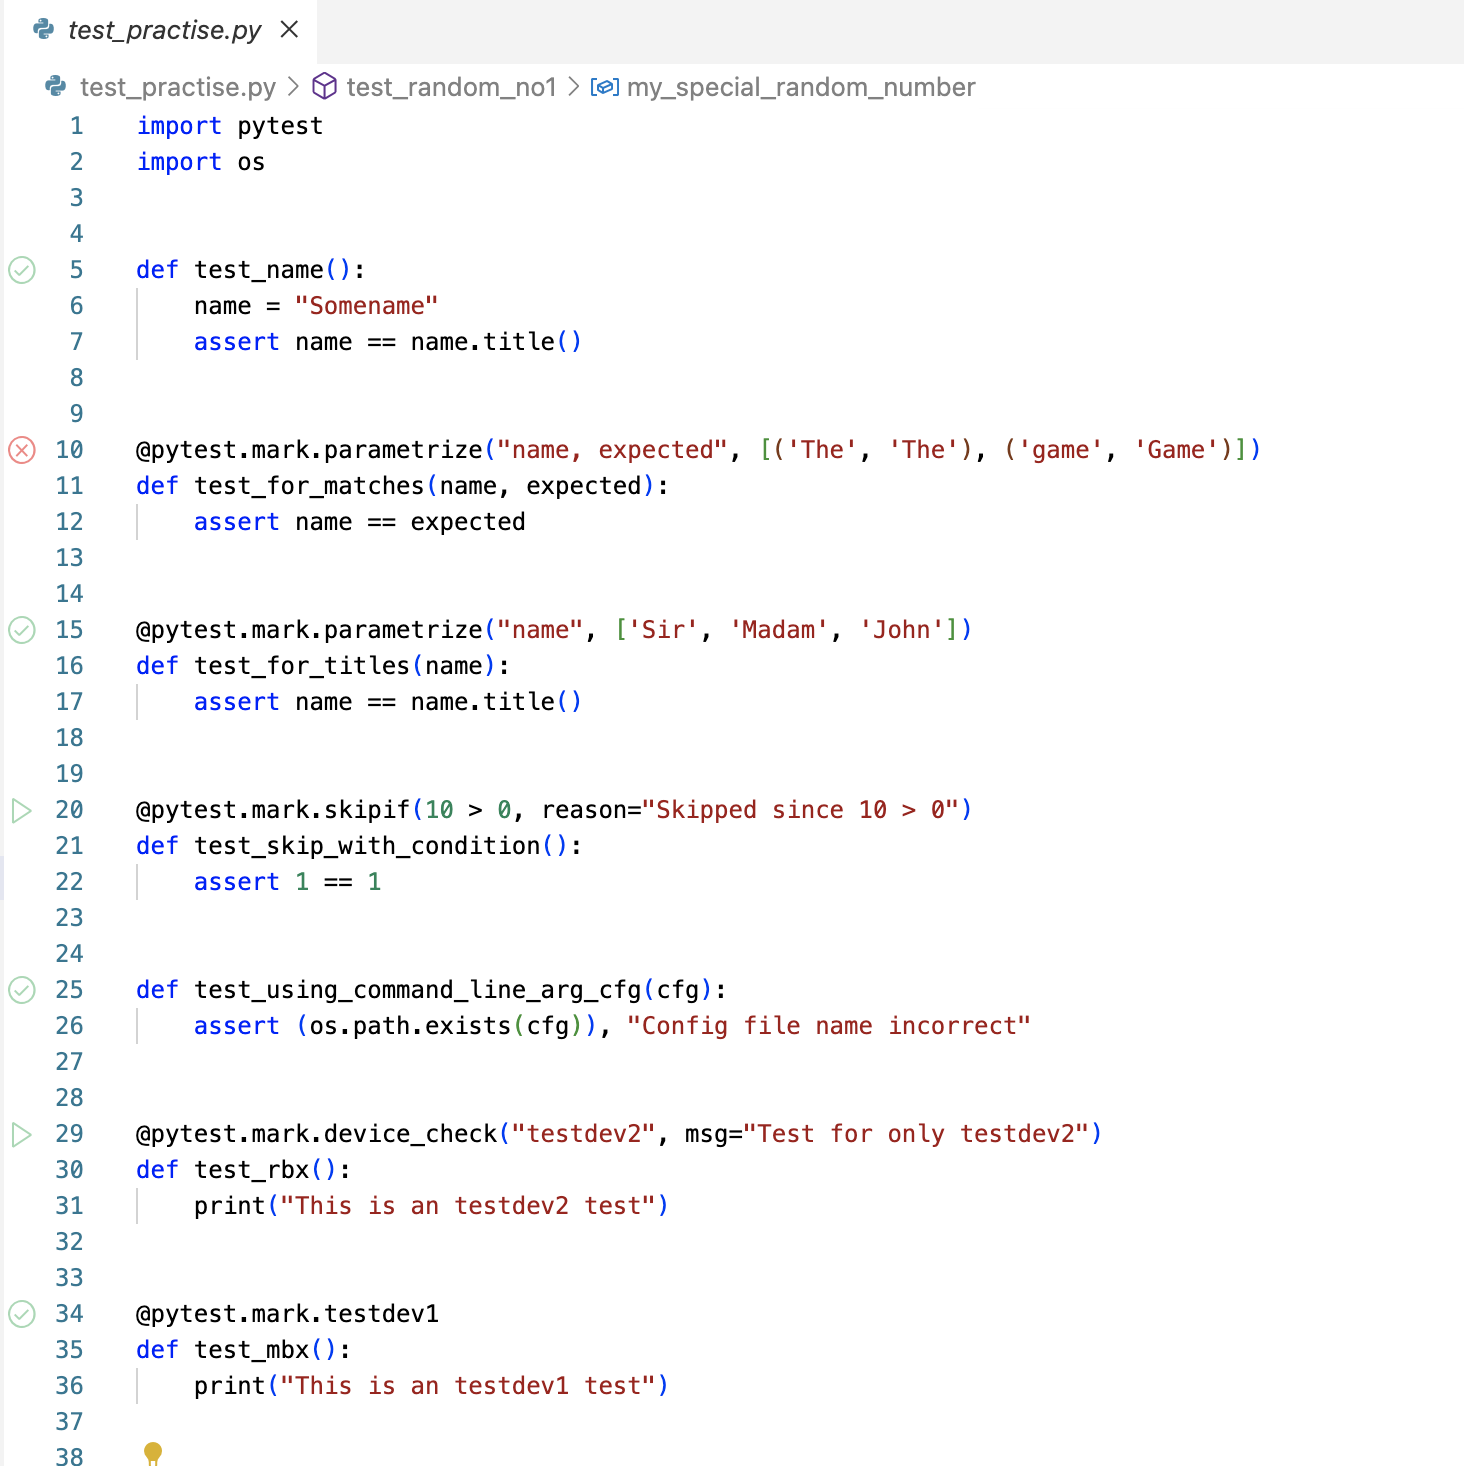 test_practise.py
test_practise.py > test_random_no1 > my_special_random_number
1 import pytest
2 import os
3
4
5 def test_name():
6     name = "Somename"
7     assert name == name.title()
8
9
10 @pytest.mark.parametrize("name, expected", [('The', 'The'), ('game', 'Game')])
11 def test_for_matches(name, expected):
12     assert name == expected
13
14
15 @pytest.mark.parametrize("name", ['Sir', 'Madam', 'John'])
16 def test_for_titles(name):
17     assert name == name.title()
18
19
20 @pytest.mark.skipif(10 > 0, reason="Skipped since 10 > 0")
21 def test_skip_with_condition():
22     assert 1 == 1
23
24
25 def test_using_command_line_arg_cfg(cfg):
26     assert (os.path.exists(cfg)), "Config file name incorrect"
27
28
29 @pytest.mark.device_check("testdev2", msg="Test for only testdev2")
30 def test_rbx():
31     print("This is an testdev2 test")
32
33
34 @pytest.mark.testdev1
35 def test_mbx():
36     print("This is an testdev1 test")
37
38